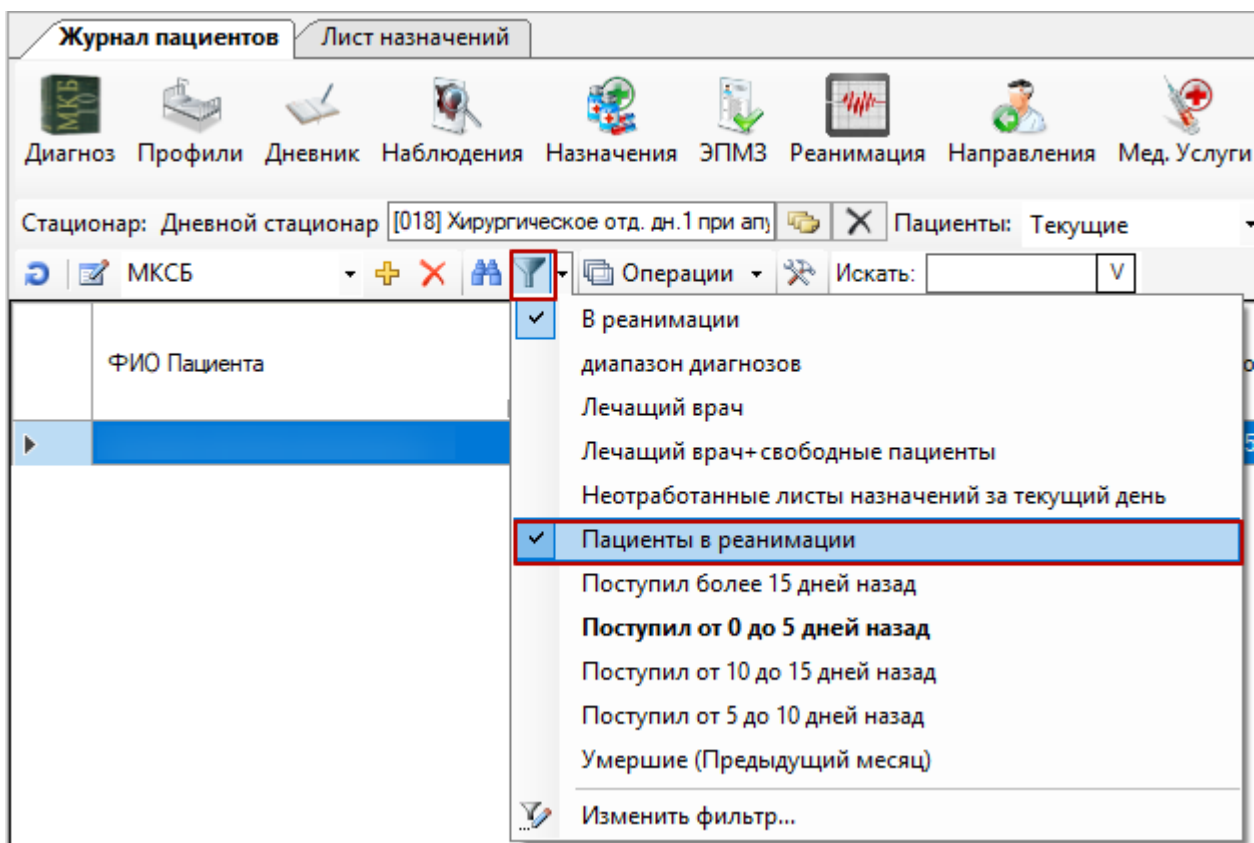 Журнал пациентов Лист назначений
МКБ 10
Диагноз Профили Дневник Наблюдения Назначения ЭПМЗ Реанимация Направления Мед. Услуги
Стационар: Дневной стационар [018] Хирургическое отд. дн.1 при апу Пациенты: Текущие
МКСБ Операции Искать: V
ФИО Пациента
В реанимации
диапазон диагнозов
Лечащий врач
Лечащий врач+свободные пациенты
Неотработанные листы назначений за текущий день
Пациенты в реанимации
Поступил более 15 дней назад
Поступил от 0 до 5 дней назад
Поступил от 10 до 15 дней назад
Поступил от 5 до 10 дней назад
Умершие (Предыдущий месяц)
Изменить фильтр...